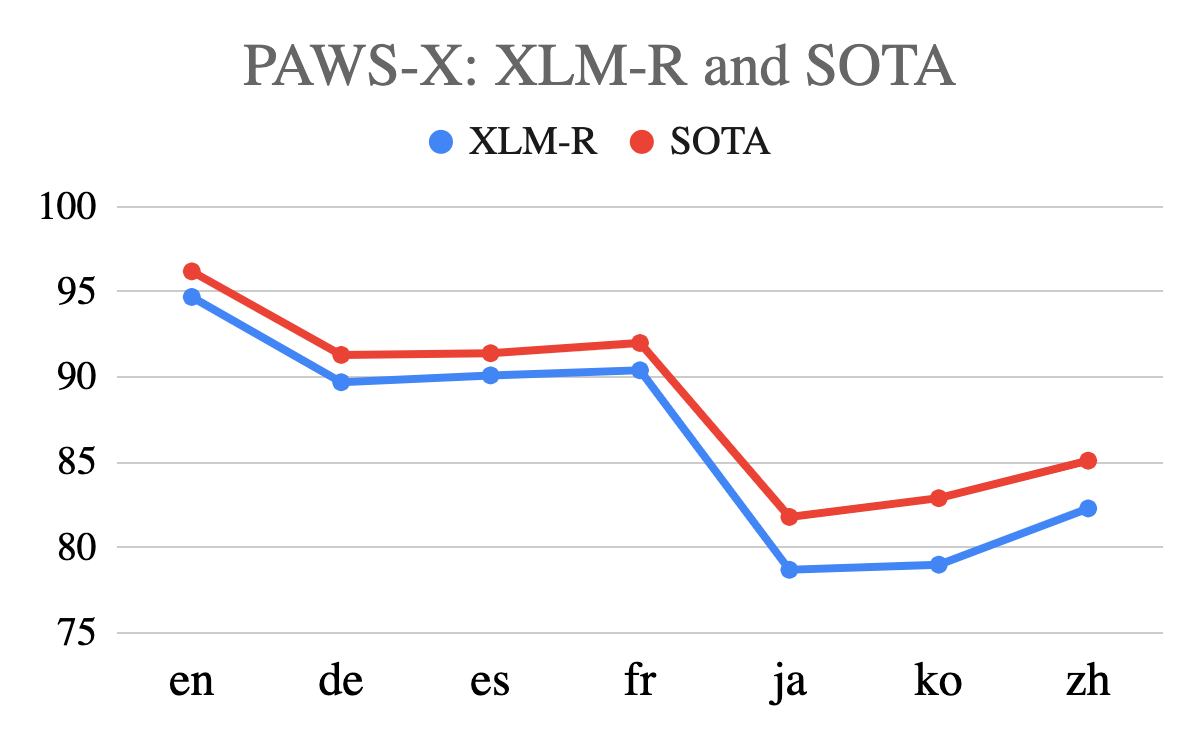 PAWS-X: XLM-R and SOTA
XLM-R SOTA
100
95
90
85
80
75
en de es fr ja ko zh